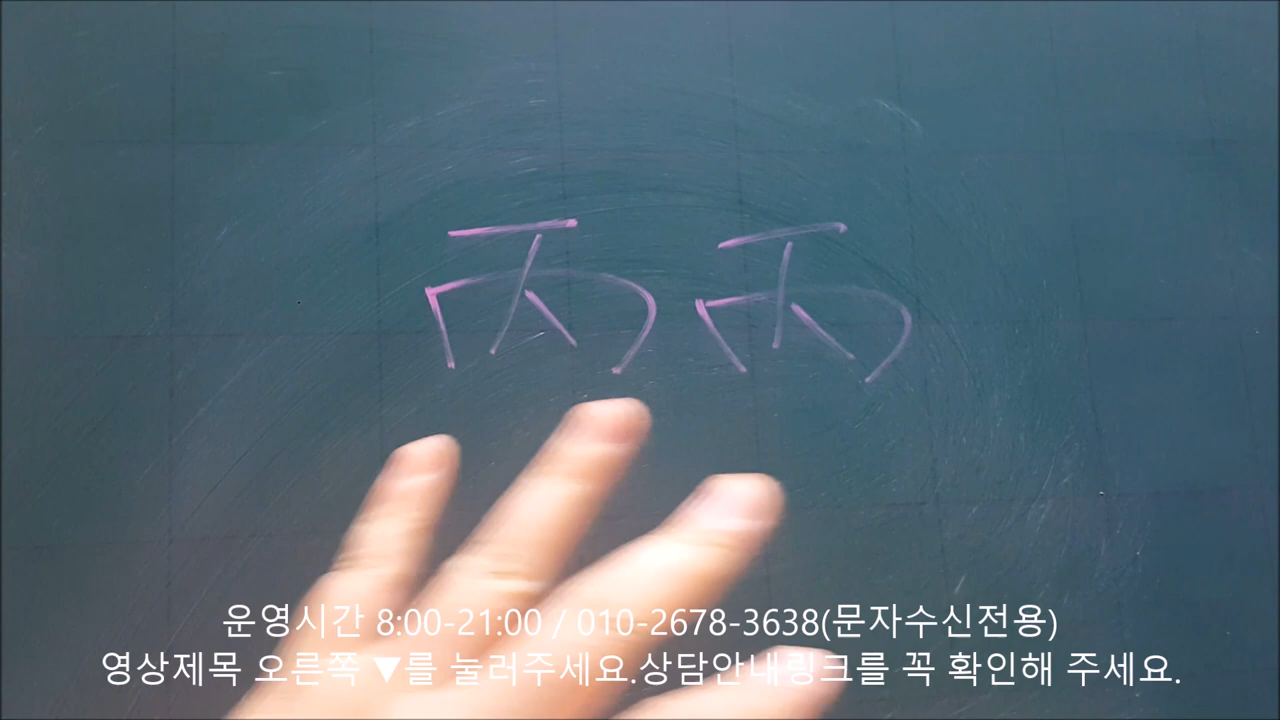 丙丙
운영시간 8:00-21:00 / 010-2678-3638(문자수신전용)
영상제목 오른쪽 ▼를 눌러주세요.상담안내링크를 꼭 확인해 주세요.